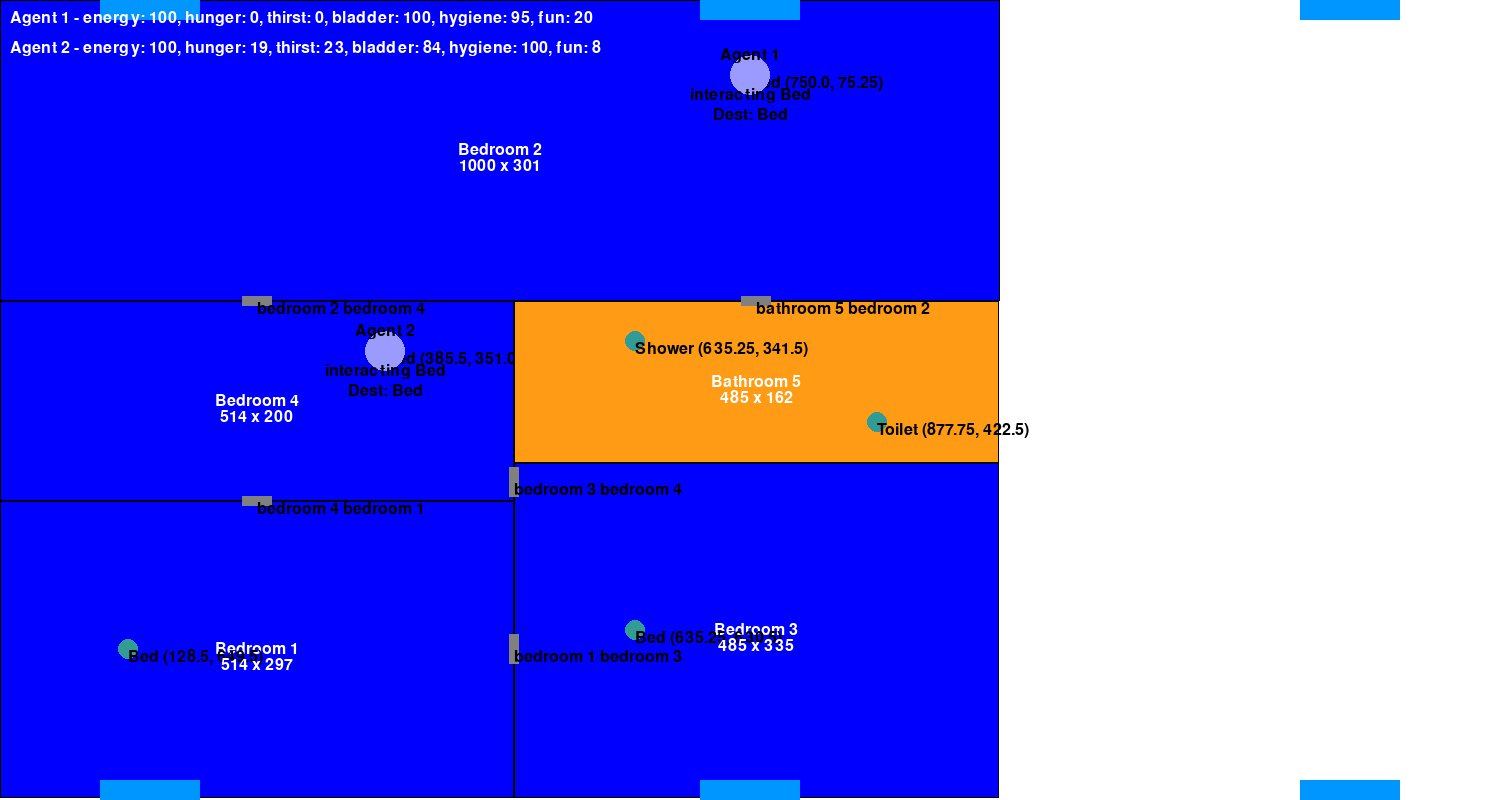 Agent 1 - energy: 100, hunger: 0, thirst: 0, bladder: 100, hygiene: 95, fun: 20
Agent 2 - energy: 100, hunger: 19, thirst: 23, bladder: 84, hygiene: 100, fun: 8
Agent 1
(750.0, 75.25)
interacting Bed
Dest: Bed
Bedroom 2
1000 x 301
bedroom 2 bedroom 4
bathroom 5 bedroom 2
Agent 2
(385.5, 351.0
interacting Bed
Dest: Bed
Shower (635.25, 341.5)
Bathroom 5
485 x 162
Bedroom 4
514 x 200
Toilet (877.75, 422.5)
bedroom 3 bedroom 4
bedroom 4 bedroom 1
Bed (635.25,
Bedroom 3
485 x 335
Bed (128.5,
Bedroom 1
514 x 297
bedroom 1 bedroom 3